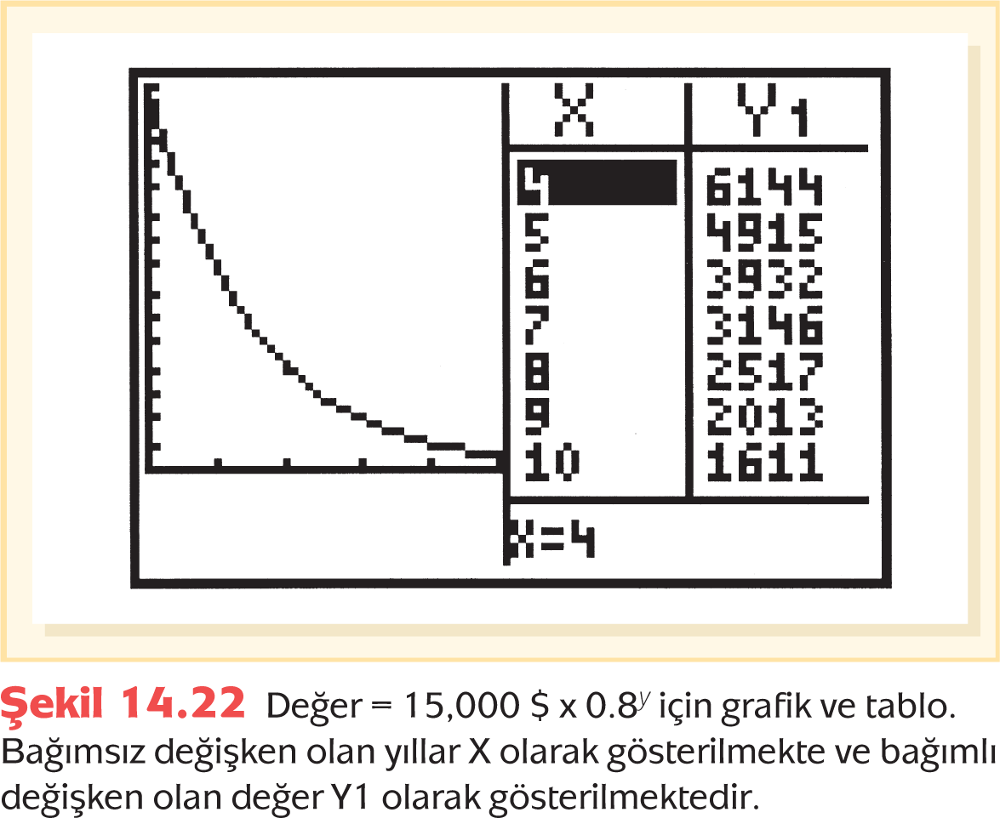 X Y1
4 6144
5 4915
6 3932
7 3146
8 2517
9 2013
10 1611
X=4
Şekil 14.22 Değer = 15,000 $ x 0.8ʸ için grafik ve tablo.
Bağımsız değişken olan yıllar X olarak gösterilmekte ve bağımlı
değişken olan değer Y1 olarak gösterilmektedir.